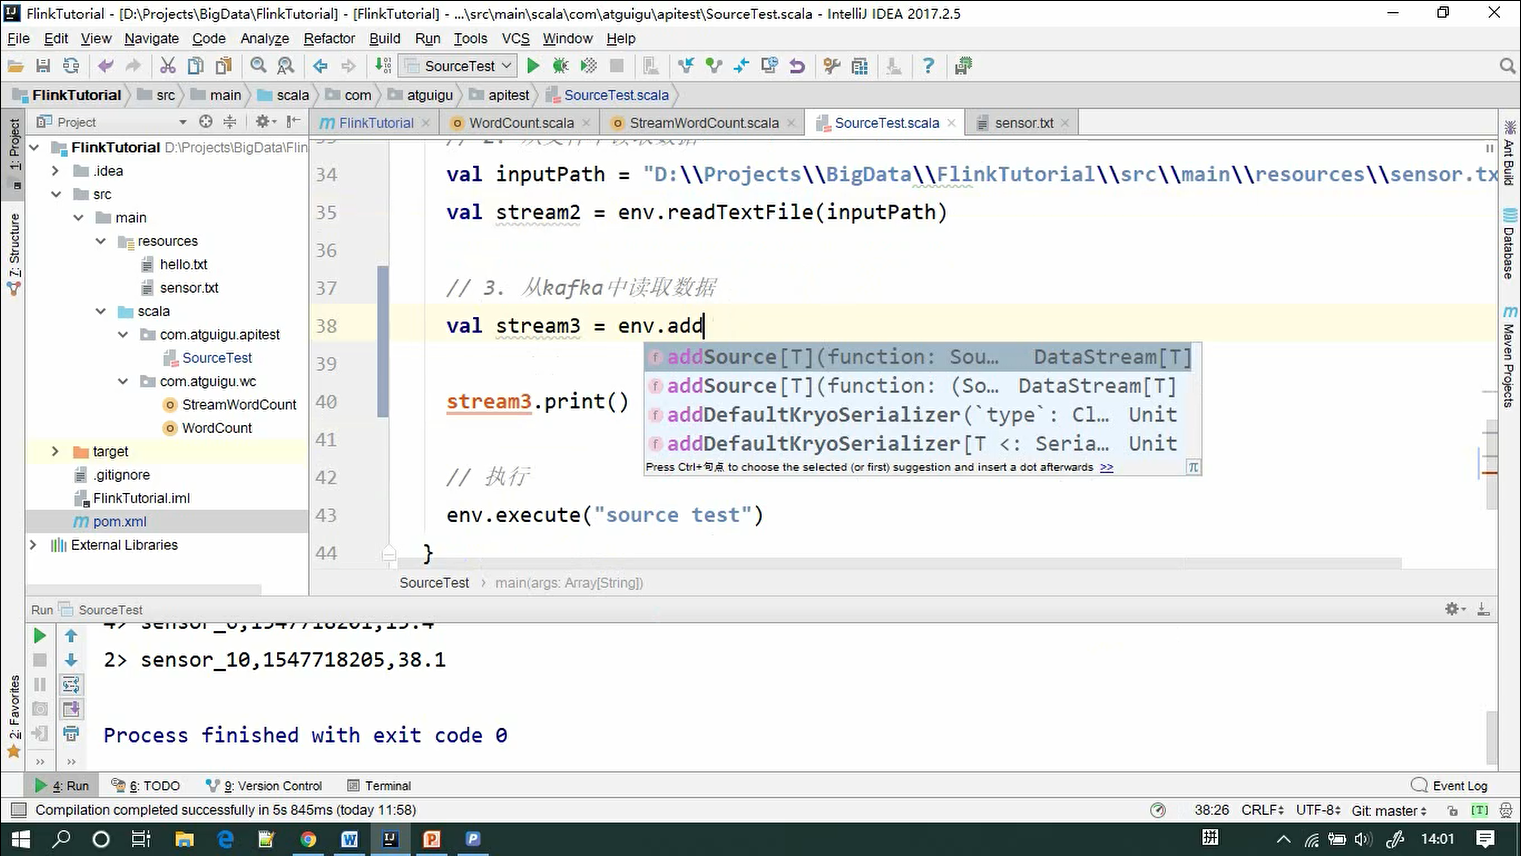 FlinkTutorial - [D:\Projects\BigData\FlinkTutorial] - [FlinkTutorial] - ...\src\main\scala\com\atguigu\apitest\SourceTest.scala - IntelliJ IDEA 2017.2.5
File Edit View Navigate Code Analyze Refactor Build Run Tools VCS Window Help
SourceTest
FlinkTutorial src main scala com atguigu apitest SourceTest.scala
Project
FlinkTutorial WordCount.scala StreamWordCount.scala SourceTest.scala sensor.txt
1: Project
7: Structure
2: Favorites
Ant Build
Database
Maven Projects
FlinkTutorial D:\Projects\BigData\Flin
.idea
src
main
resources
hello.txt
sensor.txt
scala
com.atguigu.apitest
SourceTest
com.atguigu.wc
StreamWordCount
WordCount
target
.gitignore
FlinkTutorial.iml
pom.xml
External Libraries
34 val inputPath = "D:\\Projects\\BigData\\FlinkTutorial\\src\\main\\resources\\sensor.tx
35 val stream2 = env.readTextFile(inputPath)
36
37 // 3. 从kafka中读取数据
38 val stream3 = env.add
39
40 stream3.print()
41
42 // 执行
43 env.execute("source test")
44 }
addSource[T](function: Sou... DataStream[T]
addSource[T](function: (So... DataStream[T]
addDefaultKryoSerializer(`type`: Cl... Unit
addDefaultKryoSerializer[T <: Seria... Unit
Press Ctrl+句点 to choose the selected (or first) suggestion and insert a dot afterwards >>
SourceTest main(args: Array[String])
Run SourceTest
2> sensor_10,1547718205,38.1
Process finished with exit code 0
4: Run 6: TODO 9: Version Control Terminal Event Log
Compilation completed successfully in 5s 845ms (today 11:58) 38:26 CRLF UTF-8 Git: master [T]
拼 14:01